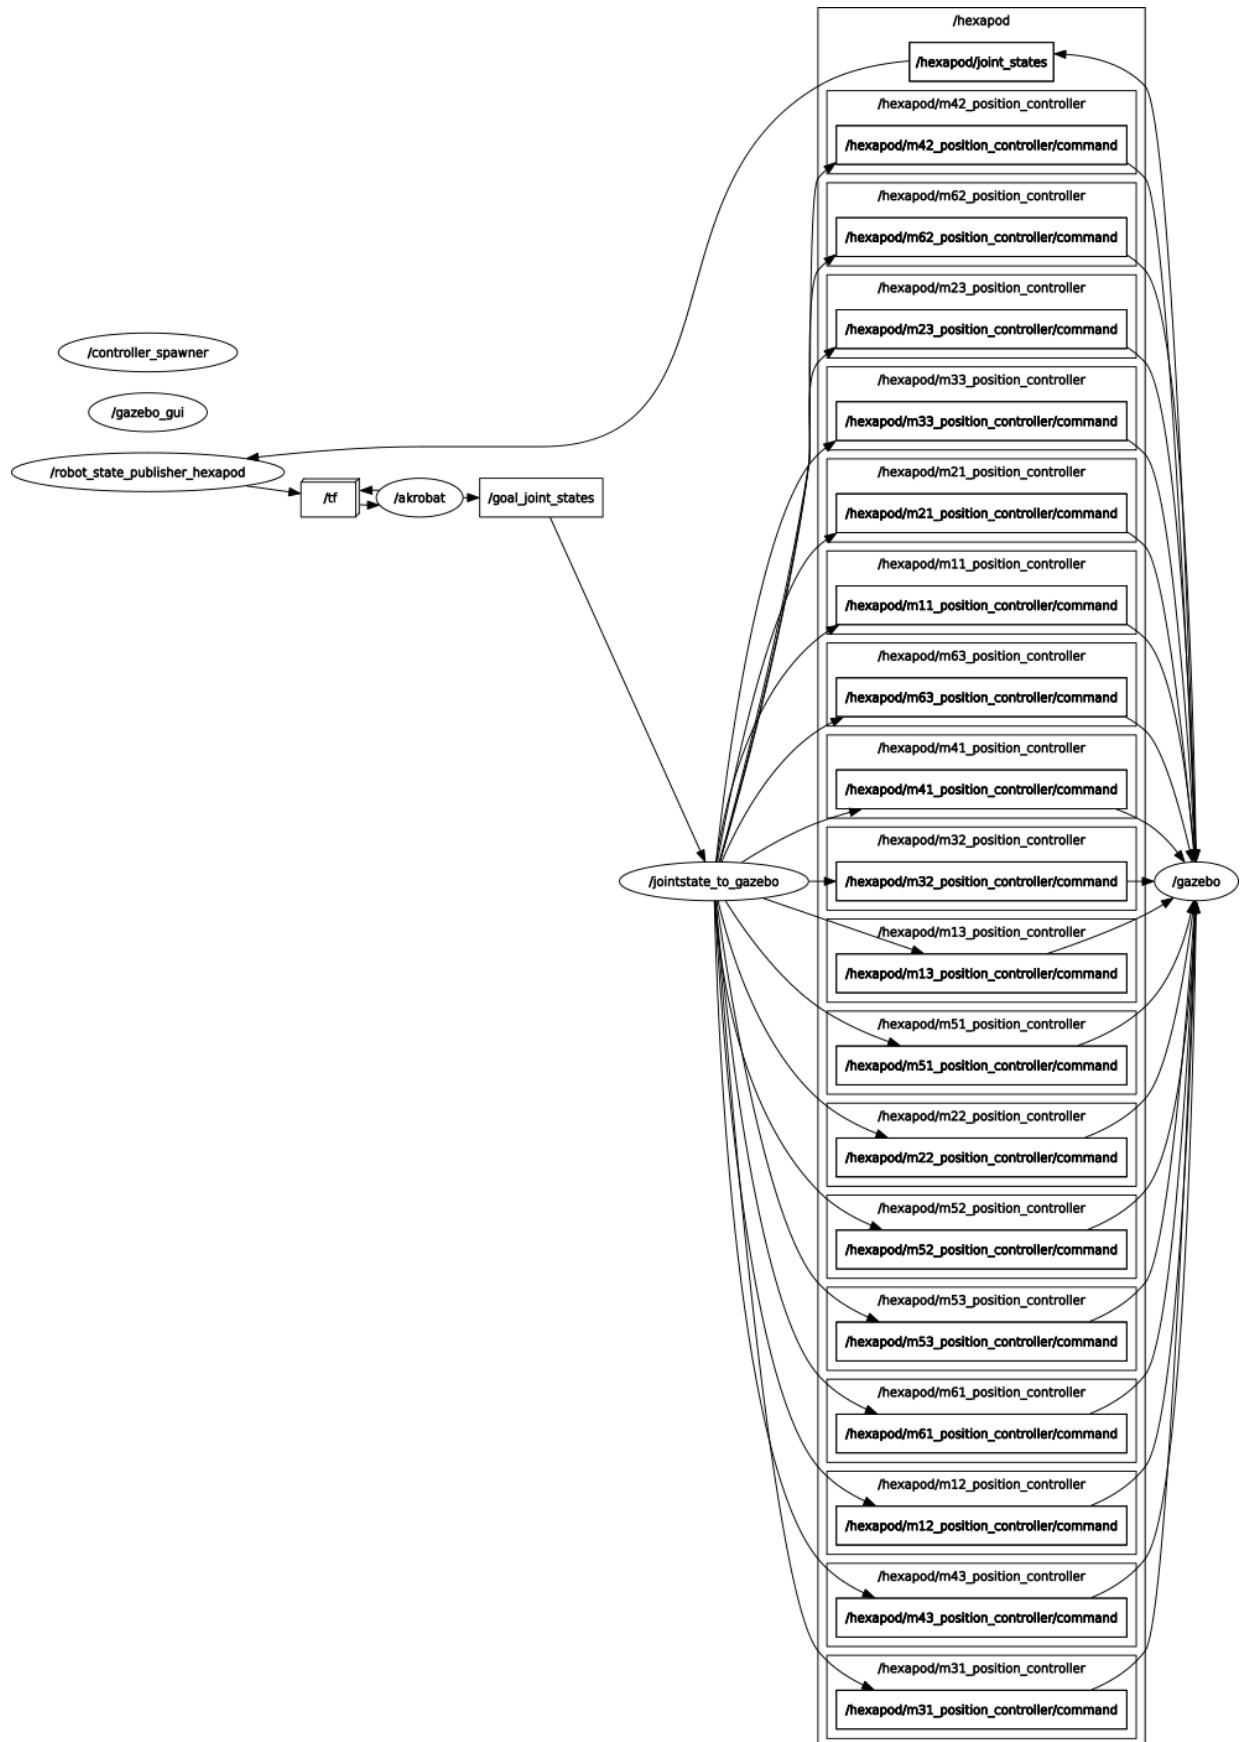 /hexapod
/hexapod/joint_states
/hexapod/m42_position_controller
/hexapod/m42_position_controller/command
/hexapod/m62_position_controller
/hexapod/m62_position_controller/command
/hexapod/m23_position_controller
/hexapod/m23_position_controller/command
/controller_spawner
/hexapod/m33_position_controller
/gazebo_gui
/hexapod/m33_position_controller/command
/robot_state_publisher_hexapod
/hexapod/m21_position_controller
/tf
/akrobat
/goal_joint_states
/hexapod/m21_position_controller/command
/hexapod/m11_position_controller
/hexapod/m11_position_controller/command
/hexapod/m63_position_controller
/hexapod/m63_position_controller/command
/hexapod/m41_position_controller
/hexapod/m41_position_controller/command
/hexapod/m32_position_controller
/jointstate_to_gazebo
/hexapod/m32_position_controller/command
/gazebo
/hexapod/m13_position_controller
/hexapod/m13_position_controller/command
/hexapod/m51_position_controller
/hexapod/m51_position_controller/command
/hexapod/m22_position_controller
/hexapod/m22_position_controller/command
/hexapod/m52_position_controller
/hexapod/m52_position_controller/command
/hexapod/m53_position_controller
/hexapod/m53_position_controller/command
/hexapod/m61_position_controller
/hexapod/m61_position_controller/command
/hexapod/m12_position_controller
/hexapod/m12_position_controller/command
/hexapod/m43_position_controller
/hexapod/m43_position_controller/command
/hexapod/m31_position_controller
/hexapod/m31_position_controller/command